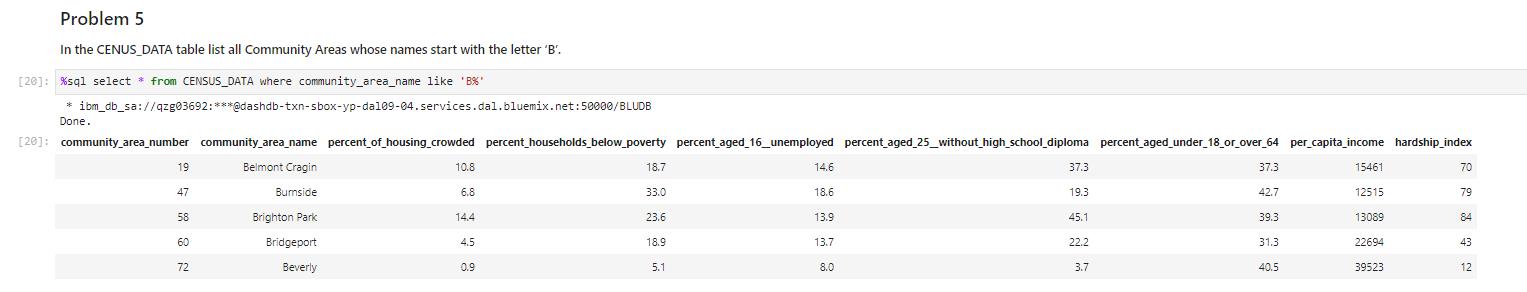 Problem 5
In the CENUS_DATA table list all Community Areas whose names start with the letter ‘B’.
[20]: %sql select * from CENSUS_DATA where community_area_name like 'B%'
* ibm_db_sa://qzg03692:***@dashdb-txn-sbox-yp-dal09-04.services.dal.bluemix.net:50000/BLUDB
Done.
[20]: community_area_number community_area_name percent_of_housing_crowded percent_households_below_poverty percent_aged_16__unemployed percent_aged_25__without_high_school_diploma percent_aged_under_18_or_over_64 per_capita_income hardship_index
19 Belmont Cragin 10.8 18.7 14.6 37.3 37.3 15461 70
47 Burnside 6.8 33.0 18.6 19.3 42.7 12515 79
58 Brighton Park 14.4 23.6 13.9 45.1 39.3 13089 84
60 Bridgeport 4.5 18.9 13.7 22.2 31.3 22694 43
72 Beverly 0.9 5.1 8.0 3.7 40.5 39523 12